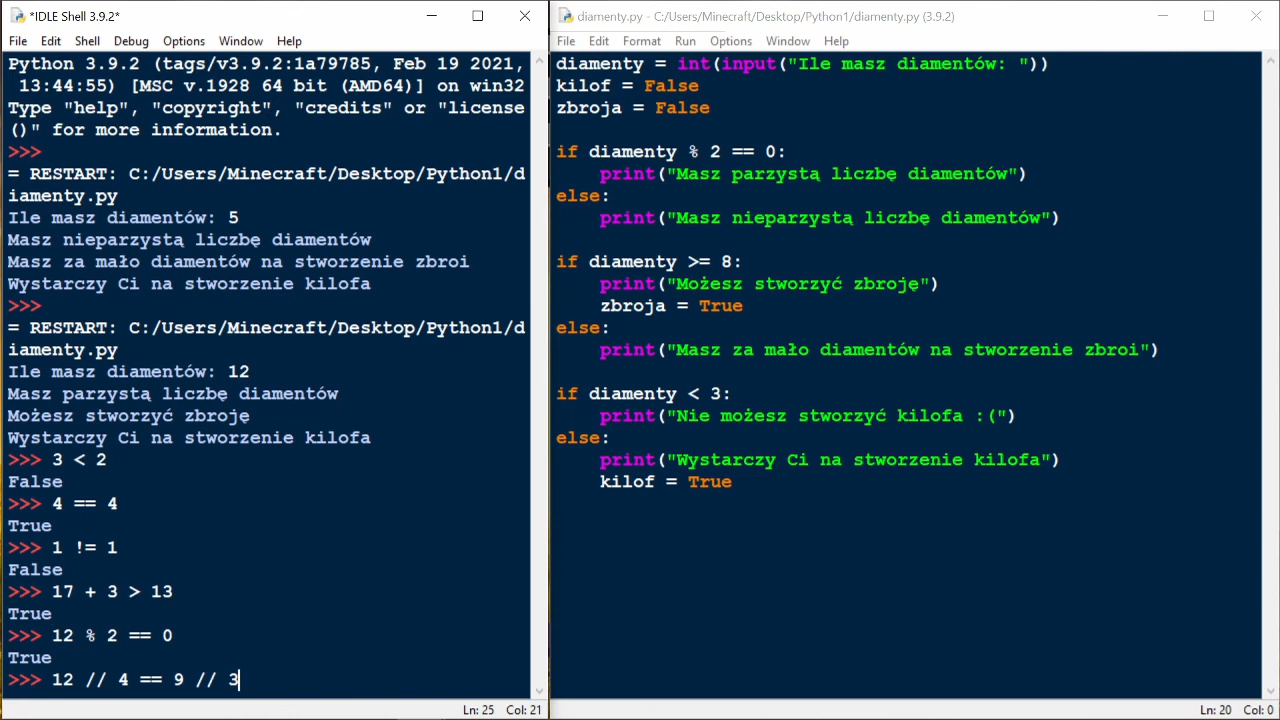 *IDLE Shell 3.9.2*
File Edit Shell Debug Options Window Help
Python 3.9.2 (tags/v3.9.2:1a79785, Feb 19 2021,
13:44:55) [MSC v.1928 64 bit (AMD64)] on win32
Type "help", "copyright", "credits" or "license
()" for more information.
>>>
= RESTART: C:/Users/Minecraft/Desktop/Python1/d
iamenty.py
Ile masz diamentów: 5
Masz nieparzystą liczbę diamentów
Masz za mało diamentów na stworzenie zbroi
Wystarczy Ci na stworzenie kilofa
>>>
= RESTART: C:/Users/Minecraft/Desktop/Python1/d
iamenty.py
Ile masz diamentów: 12
Masz parzystą liczbę diamentów
Możesz stworzyć zbroję
Wystarczy Ci na stworzenie kilofa
>>> 3 < 2
False
>>> 4 == 4
True
>>> 1 != 1
False
>>> 17 + 3 > 13
True
>>> 12 % 2 == 0
True
>>> 12 // 4 == 9 // 3
Ln: 25 Col: 21
diamenty.py - C:/Users/Minecraft/Desktop/Python1/diamenty.py (3.9.2)
File Edit Format Run Options Window Help
diamenty = int(input("Ile masz diamentów: "))
kilof = False
zbroja = False
if diamenty % 2 == 0:
    print("Masz parzystą liczbę diamentów")
else:
    print("Masz nieparzystą liczbę diamentów")
if diamenty >= 8:
    print("Możesz stworzyć zbroję")
    zbroja = True
else:
    print("Masz za mało diamentów na stworzenie zbroi")
if diamenty < 3:
    print("Nie możesz stworzyć kilofa :(")
else:
    print("Wystarczy Ci na stworzenie kilofa")
    kilof = True
Ln: 20 Col: 0